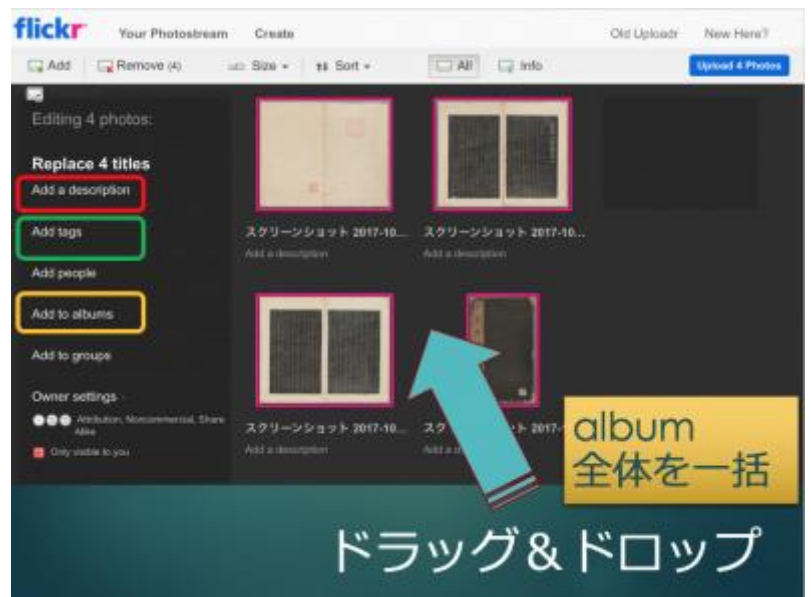 flickr
Your Photostream Create Old Uploadr New Here?
Add Remove (4) Size Sort All Info Upload 4 Photos
Editing 4 photos:
Replace 4 titles
Add a description
Add tags
Add people
Add to albums
Add to groups
Owner settings
Attribution, Noncommercial, Share
Alike
Only visible to you
スクリーンショット 2017-10... スクリーンショット 2017-10...
Add a description Add a description
スクリーンショット 2017-10...
Add a description
album
全体を一括
ドラッグ&ドロップ